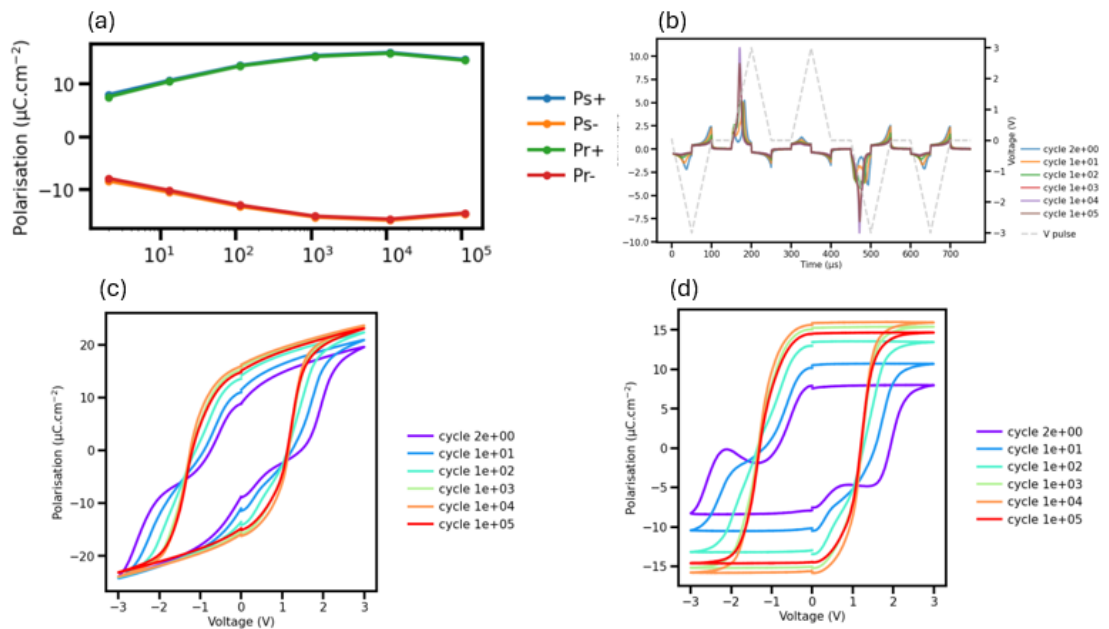 (a)
Polarisation (µC.cm⁻²)
10
0
−10
10¹ 10² 10³ 10⁴ 10⁵
Ps+
Ps-
Pr+
Pr-
(b)
10.0
7.5
5.0
2.5
0.0
−2.5
−5.0
−7.5
−10.0
0 100 200 300 400 500 600 700
Time (µs)
3
2
1
0
−1
−2
−3
Voltage (V)
cycle 2e+00
cycle 1e+01
cycle 1e+02
cycle 1e+03
cycle 1e+04
cycle 1e+05
V pulse
(c)
Polarisation (µC.cm⁻²)
20
10
0
−10
−20
−3 −2 −1 0 1 2 3
Voltage (V)
cycle 2e+00
cycle 1e+01
cycle 1e+02
cycle 1e+03
cycle 1e+04
cycle 1e+05
(d)
Polarisation (µC.cm⁻²)
15
10
5
0
−5
−10
−15
−3 −2 −1 0 1 2 3
Voltage (V)
cycle 2e+00
cycle 1e+01
cycle 1e+02
cycle 1e+03
cycle 1e+04
cycle 1e+05